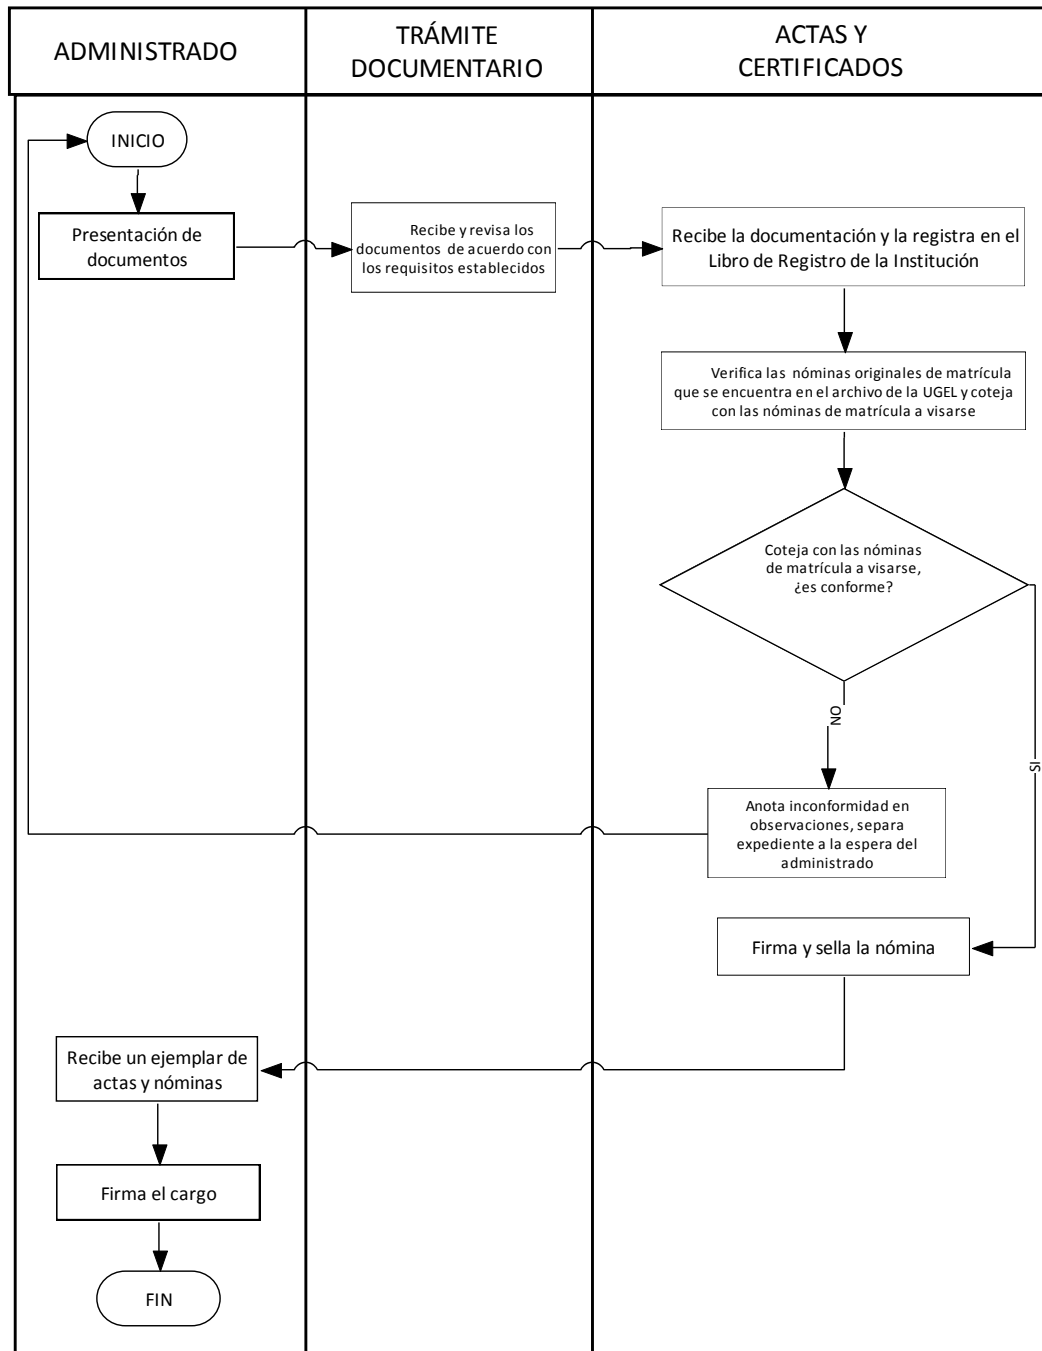 ADMINISTRADO
TRÁMITE
DOCUMENTARIO
ACTAS Y
CERTIFICADOS
INICIO
Presentación de
documentos
Recibe y revisa los
documentos de acuerdo con
los requisitos establecidos
Recibe la documentación y la registra en el
Libro de Registro de la Institución
Verifica las nóminas originales de matrícula
que se encuentra en el archivo de la UGEL y coteja
con las nóminas de matrícula a visarse
Coteja con las nóminas
de matrícula a visarse,
¿es conforme?
NO
SI
Anota inconformidad en
observaciones, separa
expediente a la espera del
administrado
Firma y sella la nómina
Recibe un ejemplar de
actas y nóminas
Firma el cargo
FIN